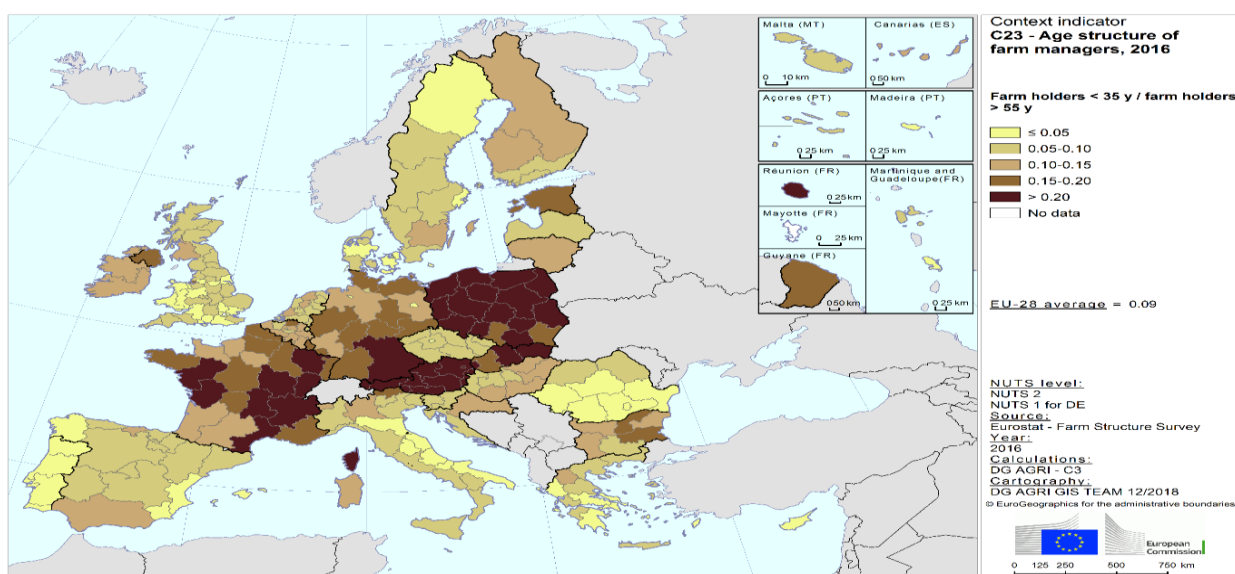 Malta (MT)
0 10 km
Canarias (ES)
0 50 km
Açores (PT)
0 25 km
Madeira (PT)
0 25 km
Réunion (FR)
0 25 km
Mayotte (FR)
0 25 km
Guyane (FR)
0 50 km
Martinique and
Guadeloupe(FR)
0 25 km
Context indicator
C23 - Age structure of
farm managers, 2016
Farm holders < 35 y / farm holders
> 55 y
≤ 0.05
0.05-0.10
0.10-0.15
0.15-0.20
> 0.20
No data
EU-28 average = 0.09
NUTS level:
NUTS 2
NUTS 1 for DE
Source:
Eurostat - Farm Structure Survey
Year:
2016
Calculations:
DG AGRI - C3
Cartography:
DG AGRI GIS TEAM 12/2018
© EuroGeographics for the administrative boundaries
European
Commission
0 125 250 500 750 km